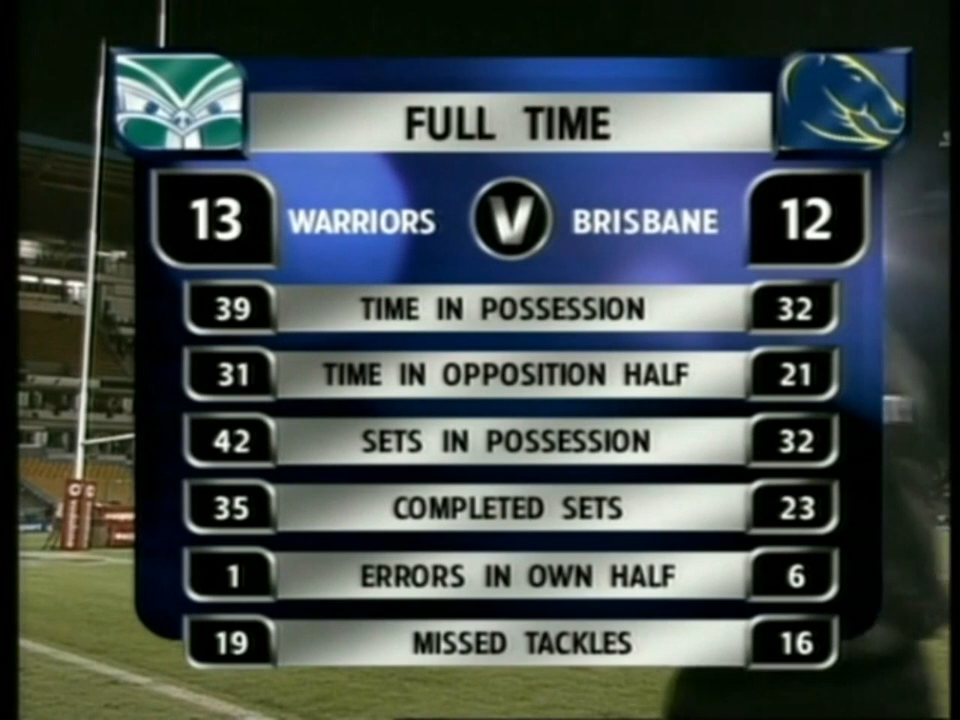 FULL TIME
13 WARRIORS V BRISBANE 12
39 TIME IN POSSESSION 32
31 TIME IN OPPOSITION HALF 21
42 SETS IN POSSESSION 32
35 COMPLETED SETS 23
1 ERRORS IN OWN HALF 6
19 MISSED TACKLES 16